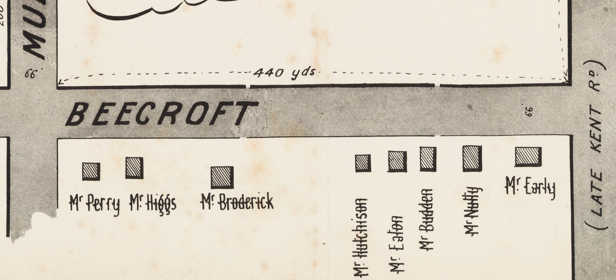 MU
66'
440 yds.
BEECROFT
66
(LATE KENT RD)
Mr Perry
Mr Higgs
Mr Broderick
Mr Hutchison
Mr Eaton
Mr Budden
Mr Nutty
Mr Early